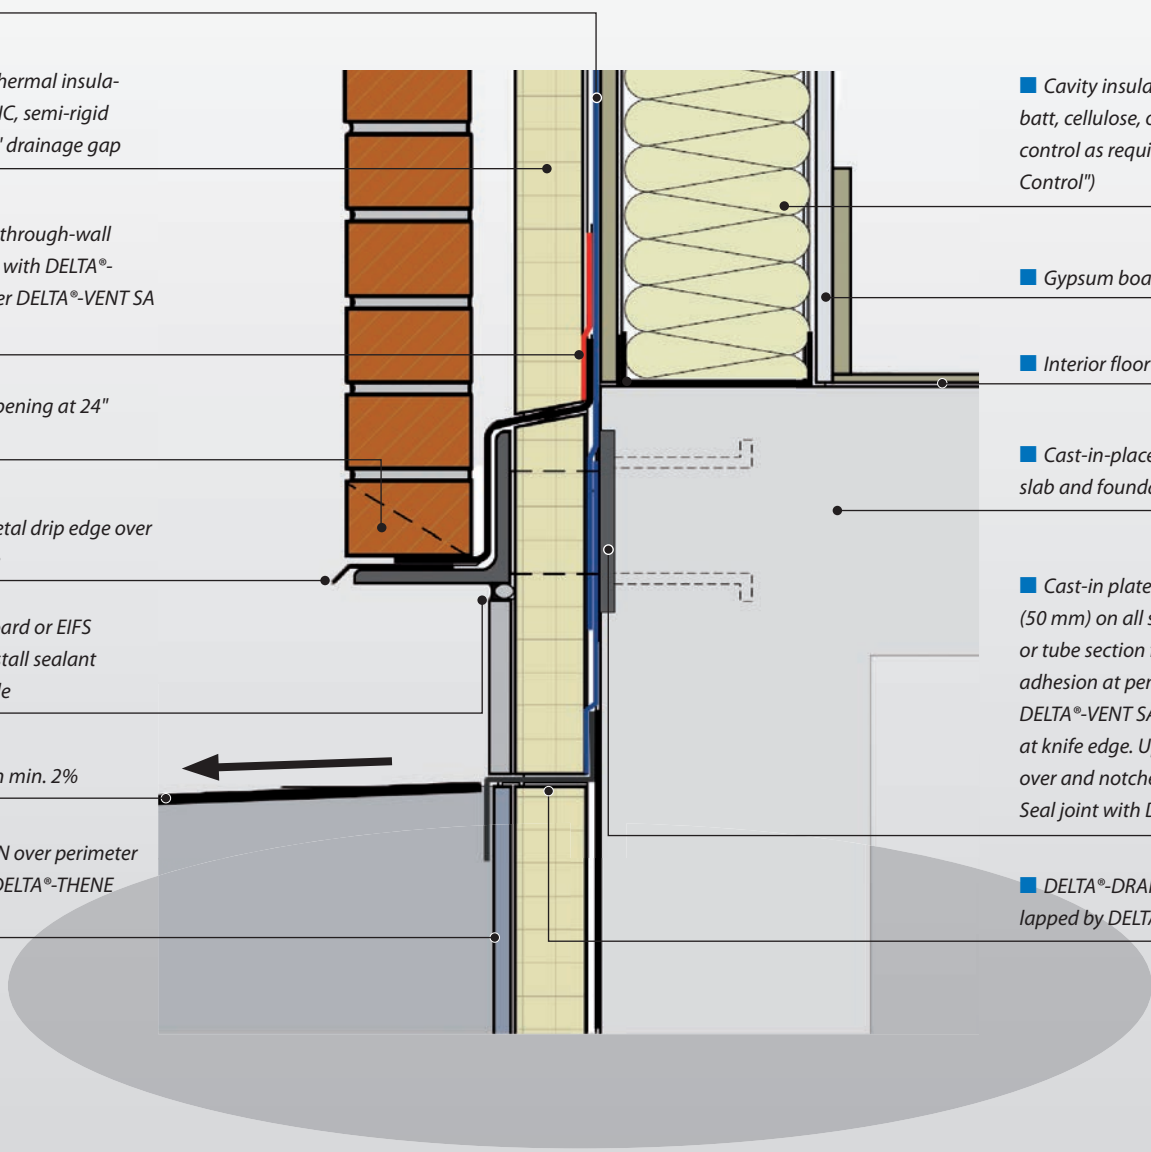 hermal insula-
IC, semi-rigid
" drainage gap
through-wall
with DELTA®-
er DELTA®-VENT SA
pening at 24"
etal drip edge over
ard or EIFS
stall sealant
le
n min. 2%
N over perimeter
DELTA®-THENE
■ Cavity insula
batt, cellulose, o
control as requi
Control")
■ Gypsum boa
■ Interior floor
■ Cast-in-place
slab and founda
■ Cast-in plate
(50 mm) on all s
or tube section
adhesion at per
DELTA®-VENT SA
at knife edge. U
over and notche
Seal joint with D
■ DELTA®-DRAI
lapped by DELTA